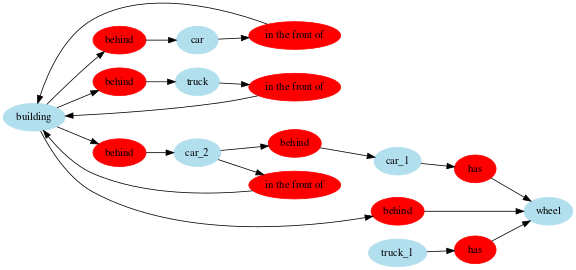 in the front of
behind
car
behind
truck
in the front of
building
behind
car_2
behind
car_1
has
in the front of
behind
wheel
truck_1
has